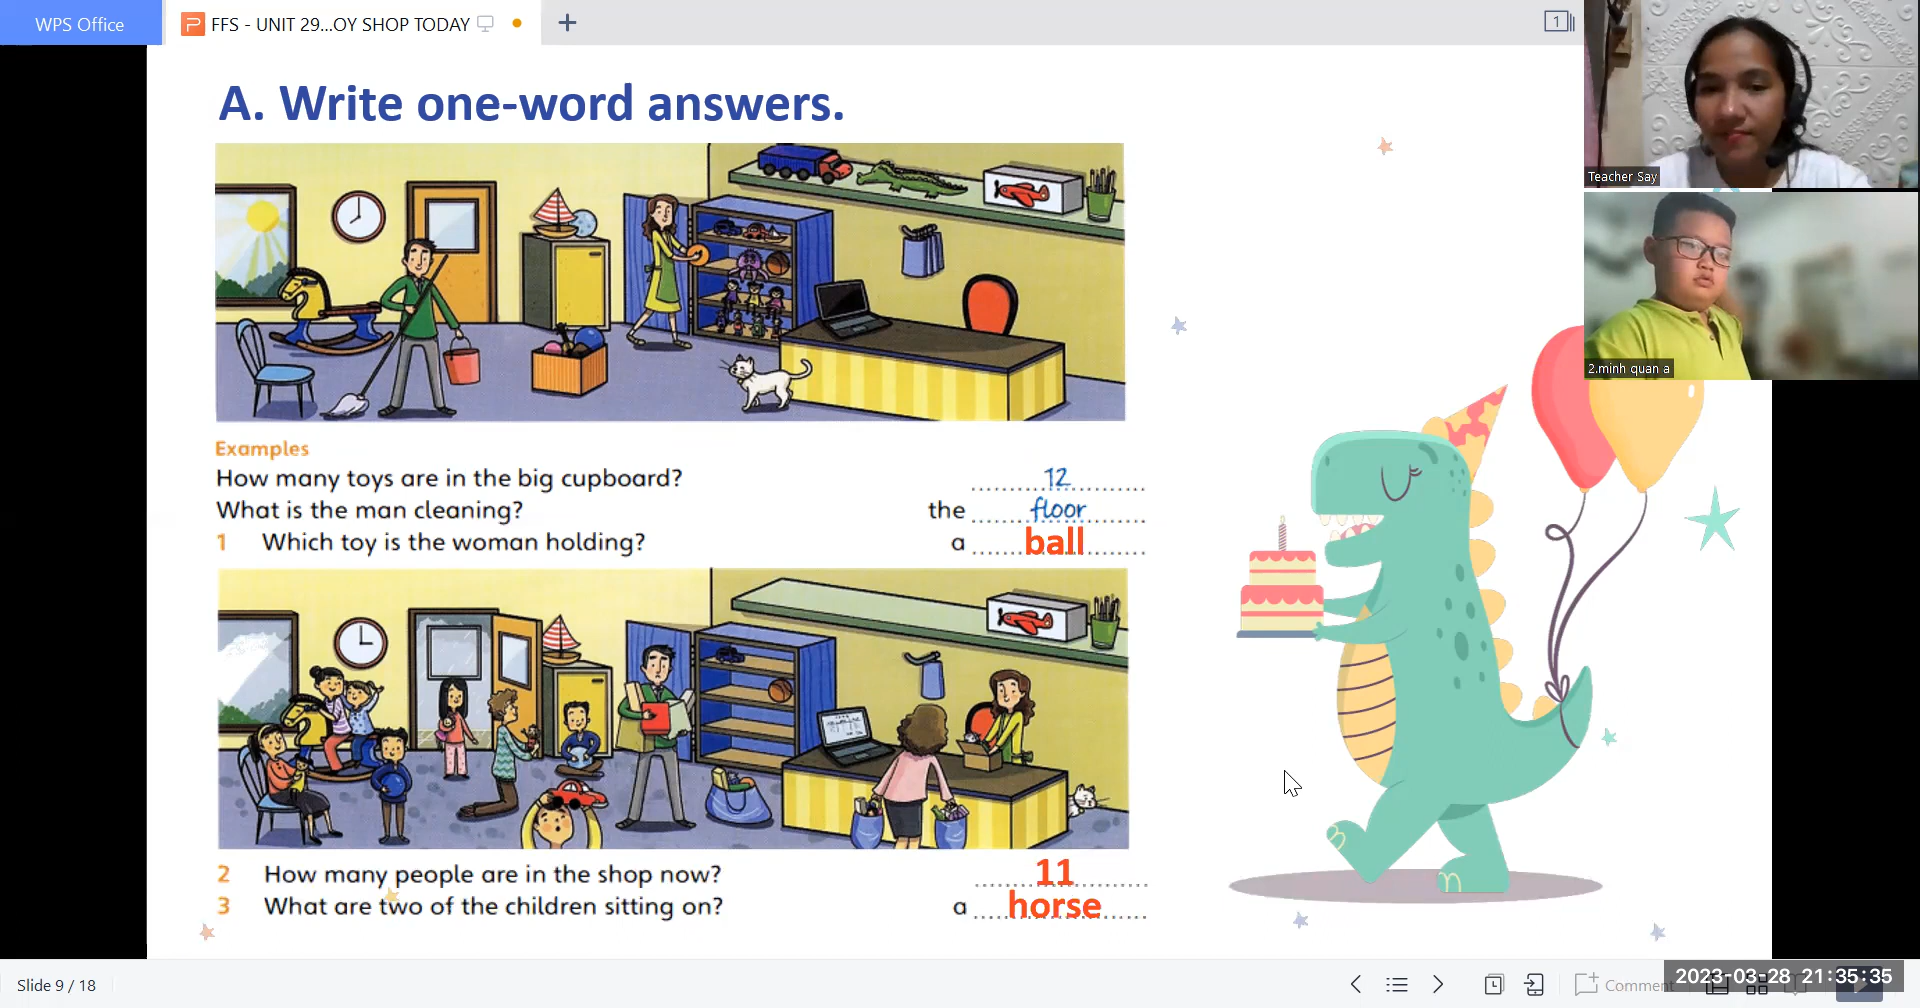 WPS Office
FFS - UNIT 29...OY SHOP TODAY
1
A. Write one-word answers.
Teacher Say
2.minh quan a
Examples
How many toys are in the big cupboard? 12
What is the man cleaning? the floor
1 Which toy is the woman holding? a ball
2 How many people are in the shop now? 11
3 What are two of the children sitting on? a horse
Slide 9 / 18
Comment
2023-03-28 21:35:35